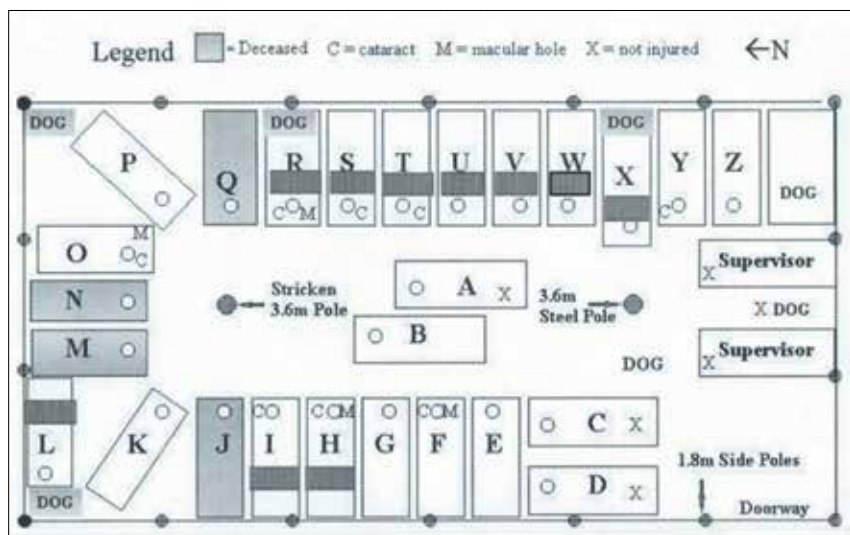 Legend = Deceased C = cataract M = macular hole X = not injured ←N
DOG DOG DOG
P Q R S T U V W X Y Z
DOG
C M C C C
O M C
N
M
Stricken 3.6m Pole
A X
B
3.6m Steel Pole
X Supervisor
X DOG
X Supervisor
DOG
L K J
C I
C M H
G
C M F
E
C X
D X
1.8m Side Poles
DOG
Doorway